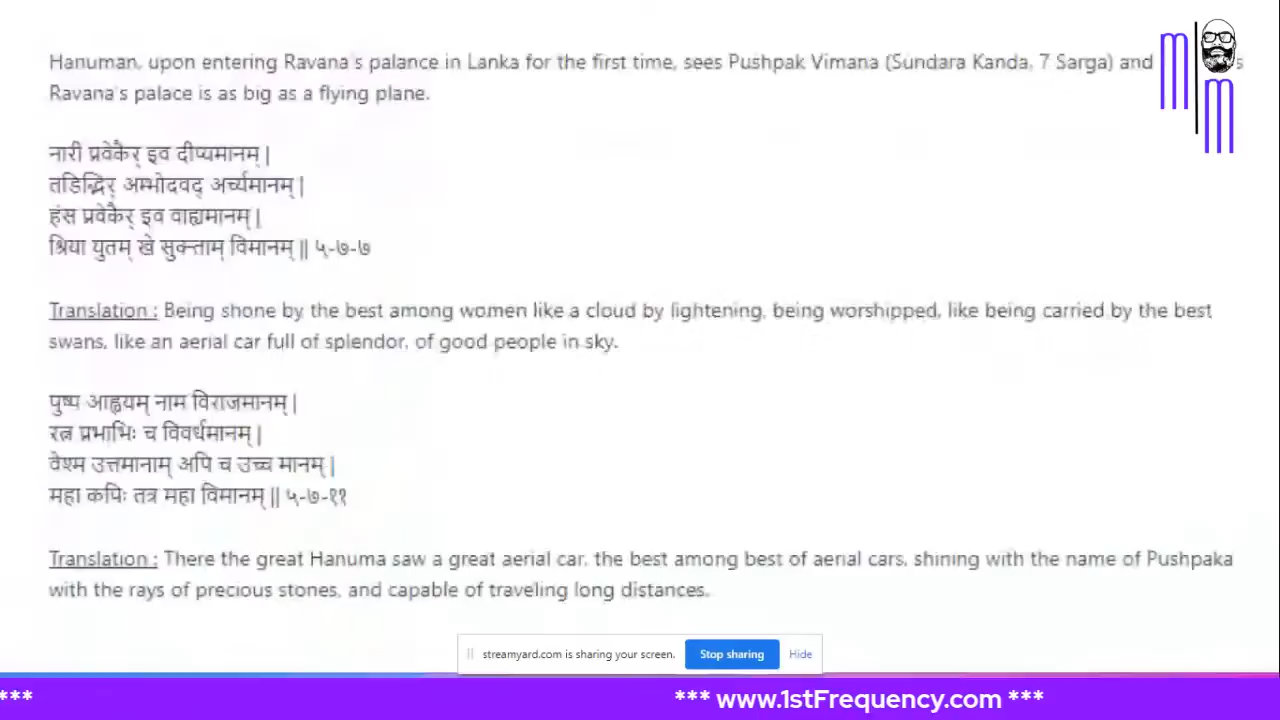 Hanuman, upon entering Ravana's palance in Lanka for the first time, sees Pushpak Vimana (Sundara Kanda, 7 Sarga) and
Ravana's palace is as big as a flying plane.
नारी प्रवेकैर् इव दीप्यमानम् |
तडिद्भिर् अम्भोदवद् अर्च्यमानम् |
हंस प्रवेकैर् इव वाह्यमानम् |
श्रिया युतम् खे सुक्ताम् विमानम् || ५-७-७
Translation : Being shone by the best among women like a cloud by lightening, being worshipped, like being carried by the best
swans, like an aerial car full of splendor, of good people in sky.
पुष्प आह्वयम् नाम विराजमानम् |
रत्न प्रभाभिः च विवर्धमानम् |
वेश्म उत्तमानाम् अपि च उच्च मानम् |
महा कपिः तत्र महा विमानम् || ५-७-११
Translation : There the great Hanuma saw a great aerial car, the best among best of aerial cars, shining with the name of Pushpaka
with the rays of precious stones, and capable of traveling long distances.
streamyard.com is sharing your screen. Stop sharing Hide
*** *** www.1stFrequency.com ***